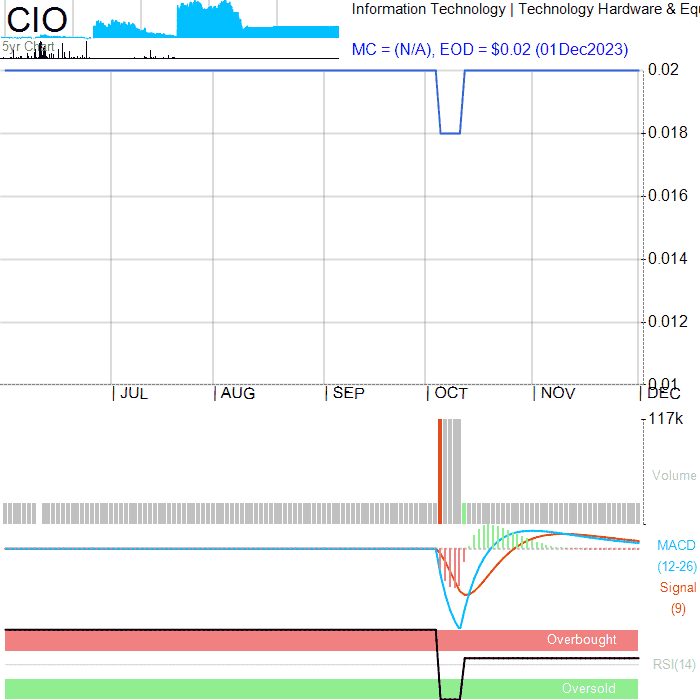 CIO
Information Technology | Technology Hardware & Equ
5yr Chart
MC = (N/A), EOD = $0.02 (01Dec2023)
0.02
0.018
0.016
0.014
0.012
0.01
JUL AUG SEP OCT NOV DEC
117k
Volume
MACD
(12-26)
Signal
(9)
Overbought
RSI(14)
Oversold